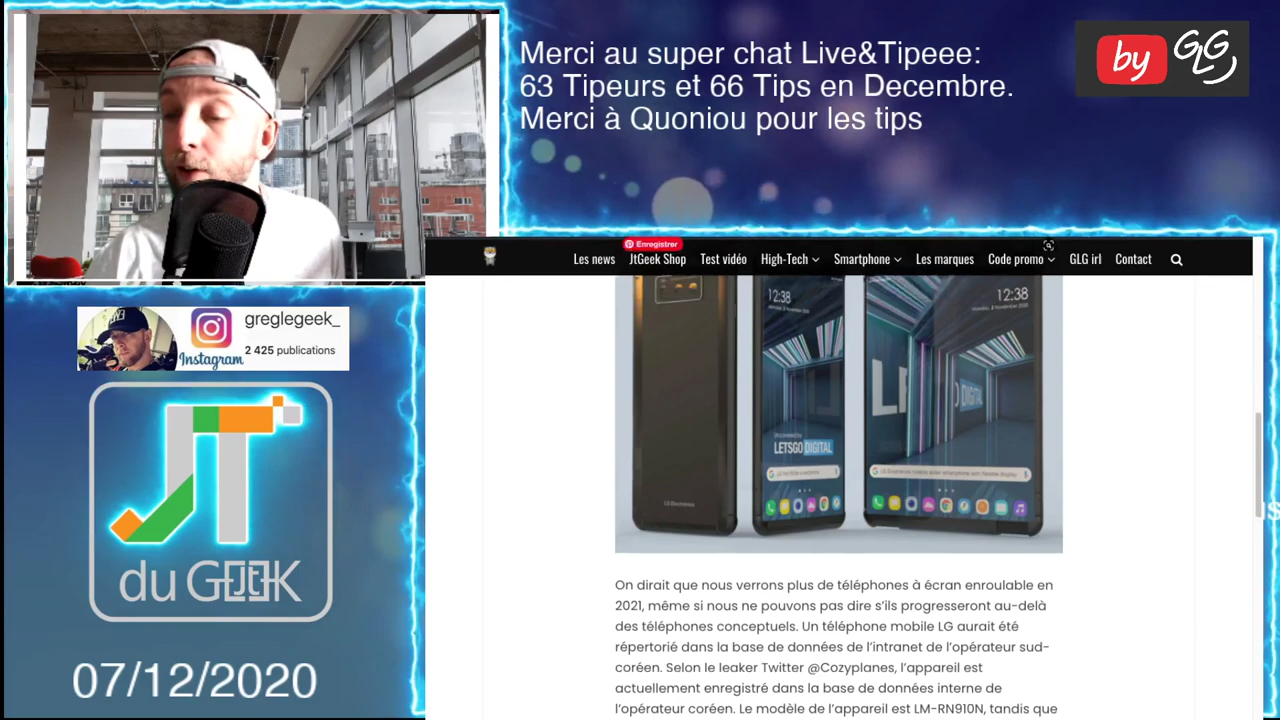 Merci au super chat Live&Tipeee:
63 Tipeurs et 66 Tips en Decembre.
Merci à Quoniou pour les tips
by GLG
Enregistrer
Les news JtGeek Shop Test vidéo High-Tech Smartphone Les marques Code promo GLG irl Contact
greglegeek_
Instagram
2 425 publications
12:38
12:38
LETSGO DIGITAL
LG Electronics
JT
du GEEK
07/12/2020
On dirait que nous verrons plus de téléphones à écran enroulable en
2021, même si nous ne pouvons pas dire s'ils progresseront au-delà
des téléphones conceptuels. Un téléphone mobile LG aurait été
répertorié dans la base de données de l'intranet de l'opérateur sud-
coréen. Selon le leaker Twitter @Cozyplanes, l'appareil est
actuellement enregistré dans la base de données interne de
l'opérateur coréen. Le modèle de l'appareil est LM-RN910N, tandis que